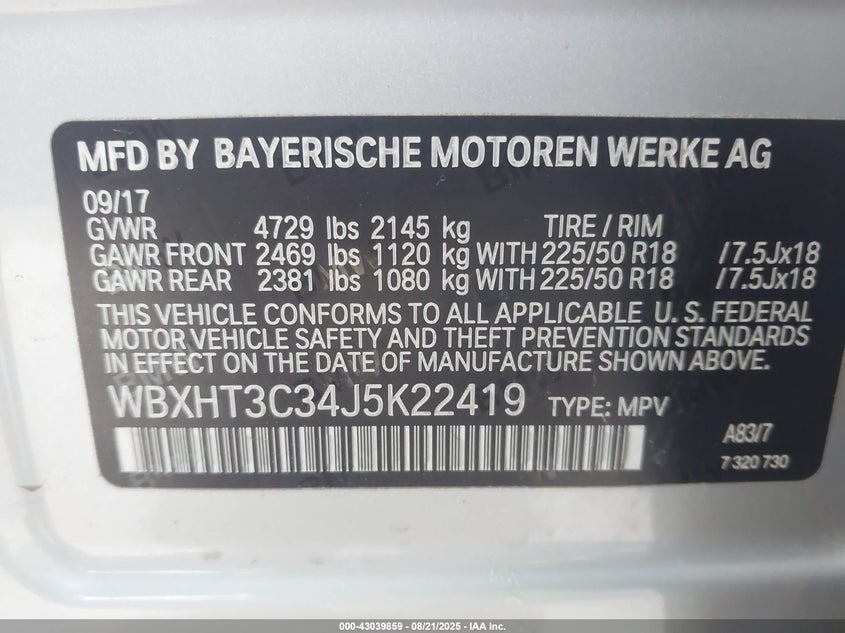 MFD BY BAYERISCHE MOTOREN WERKE AG
09/17
GVWR 4729 lbs 2145 kg TIRE / RIM
GAWR FRONT 2469 lbs 1120 kg WITH 225/50 R18 /7.5Jx18
GAWR REAR 2381 lbs 1080 kg WITH 225/50 R18 /7.5Jx18
THIS VEHICLE CONFORMS TO ALL APPLICABLE U. S. FEDERAL
MOTOR VEHICLE SAFETY AND THEFT PREVENTION STANDARDS
IN EFFECT ON THE DATE OF MANUFACTURE SHOWN ABOVE.
WBXHT3C34J5K22419 TYPE: MPV
A83/7
7 320 730
000-43039859 - 08/21/2025 - IAA Inc.